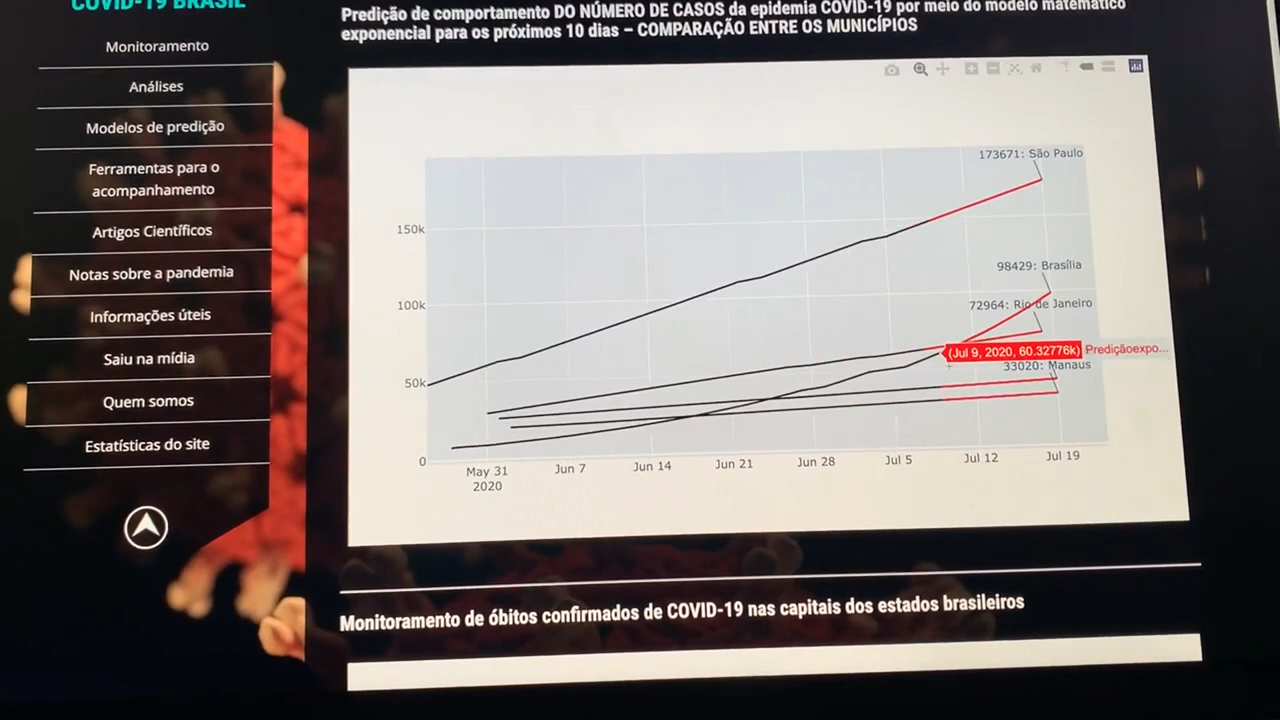 COVID-19 BRASIL
Monitoramento
Análises
Modelos de predição
Ferramentas para o
acompanhamento
Artigos Científicos
Notas sobre a pandemia
Informações úteis
Saiu na mídia
Quem somos
Estatísticas do site
Predição de comportamento DO NÚMERO DE CASOS da epidemia COVID-19 por meio do modelo matemático
exponencial para os próximos 10 dias – COMPARAÇÃO ENTRE OS MUNICÍPIOS
173671: São Paulo
150k
98429: Brasília
100k
72964: Rio de Janeiro
(Jul 9, 2020, 60.32776k) Prediçãoexpo...
33020: Manaus
50k
0
May 31 Jun 7 Jun 14 Jun 21 Jun 28 Jul 5 Jul 12 Jul 19
2020
Monitoramento de óbitos confirmados de COVID-19 nas capitais dos estados brasileiros